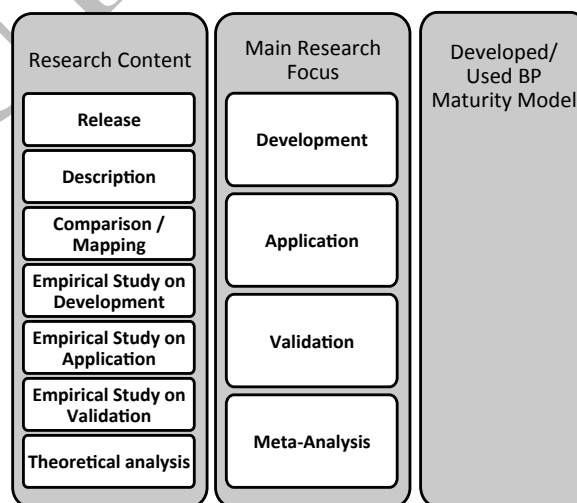 Research Content
Release
Description
Comparison /
Mapping
Empirical Study on
Development
Empirical Study on
Application
Empirical Study on
Validation
Theoretical analysis
Main Research
Focus
Development
Application
Validation
Meta-Analysis
Developed/
Used BP
Maturity Model